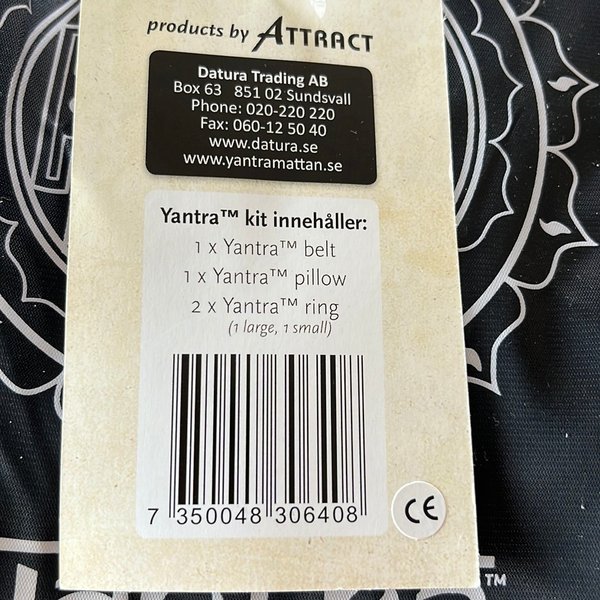 products by ATTRACT
Datura Trading AB
Box 63 851 02 Sundsvall
Phone: 020-220 220
Fax: 060-12 50 40
www.datura.se
www.yantramattan.se
Yantra™ kit innehåller:
1 x Yantra™ belt
1 x Yantra™ pillow
2 x Yantra™ ring
(1 large, 1 small)
7 350048 306408
CE
TM